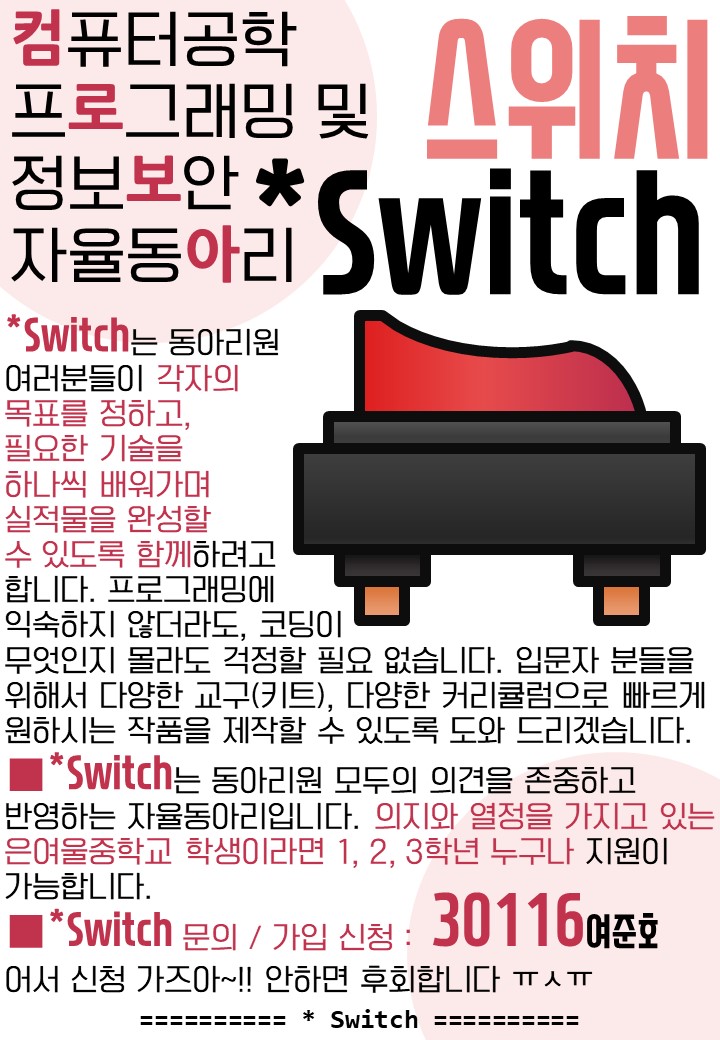 컴퓨터공학
프로그래밍 및
정보보안
자율동아리
스위치
*Switch
*Switch는 동아리원
여러분들이 각자의
목표를 정하고,
필요한 기술을
하나씩 배워가며
실적물을 완성할
수 있도록 함께하려고
합니다. 프로그래밍에
익숙하지 않더라도, 코딩이
무엇인지 몰라도 걱정할 필요 없습니다. 입문자 분들을
위해서 다양한 교구(키트), 다양한 커리큘럼으로 빠르게
원하시는 작품을 제작할 수 있도록 도와 드리겠습니다.
■*Switch는 동아리원 모두의 의견을 존중하고
반영하는 자율동아리입니다. 의지와 열정을 가지고 있는
은여울중학교 학생이라면 1, 2, 3학년 누구나 지원이
가능합니다.
■*Switch 문의 / 가입 신청 : 30116여준호
어서 신청 가즈아~!! 안하면 후회합니다 ㅠㅅㅠ
========== * Switch ==========